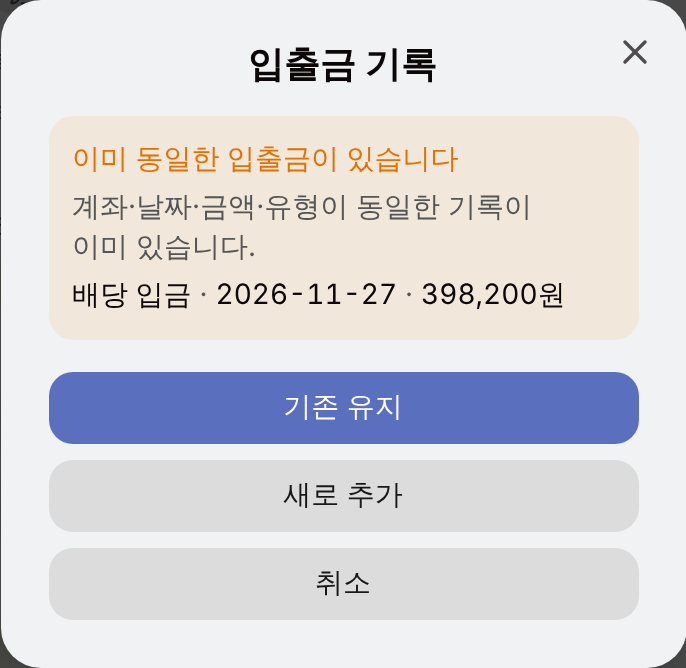 입출금 기록
이미 동일한 입출금이 있습니다
계좌·날짜·금액·유형이 동일한 기록이
이미 있습니다.
배당 입금 · 2026-11-27 · 398,200원
기존 유지
새로 추가
취소